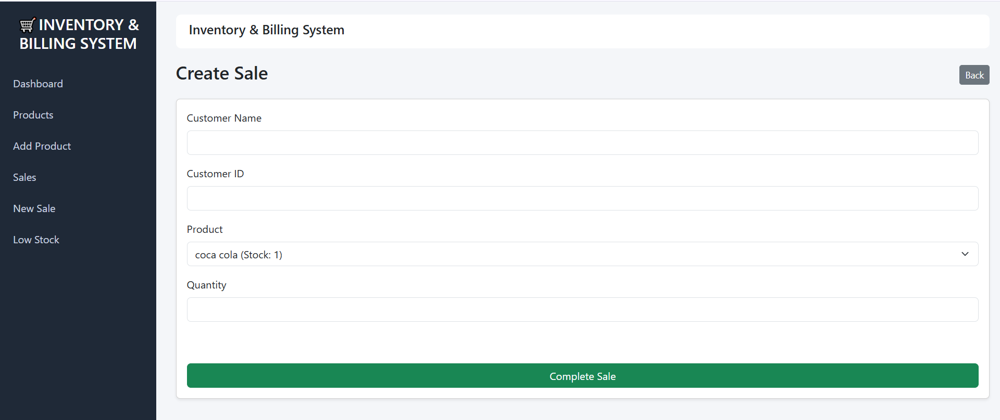 INVENTORY &
BILLING SYSTEM
Dashboard
Products
Add Product
Sales
New Sale
Low Stock
Inventory & Billing System
Create Sale
Back
Customer Name
Customer ID
Product
coca cola (Stock: 1)
Quantity
Complete Sale